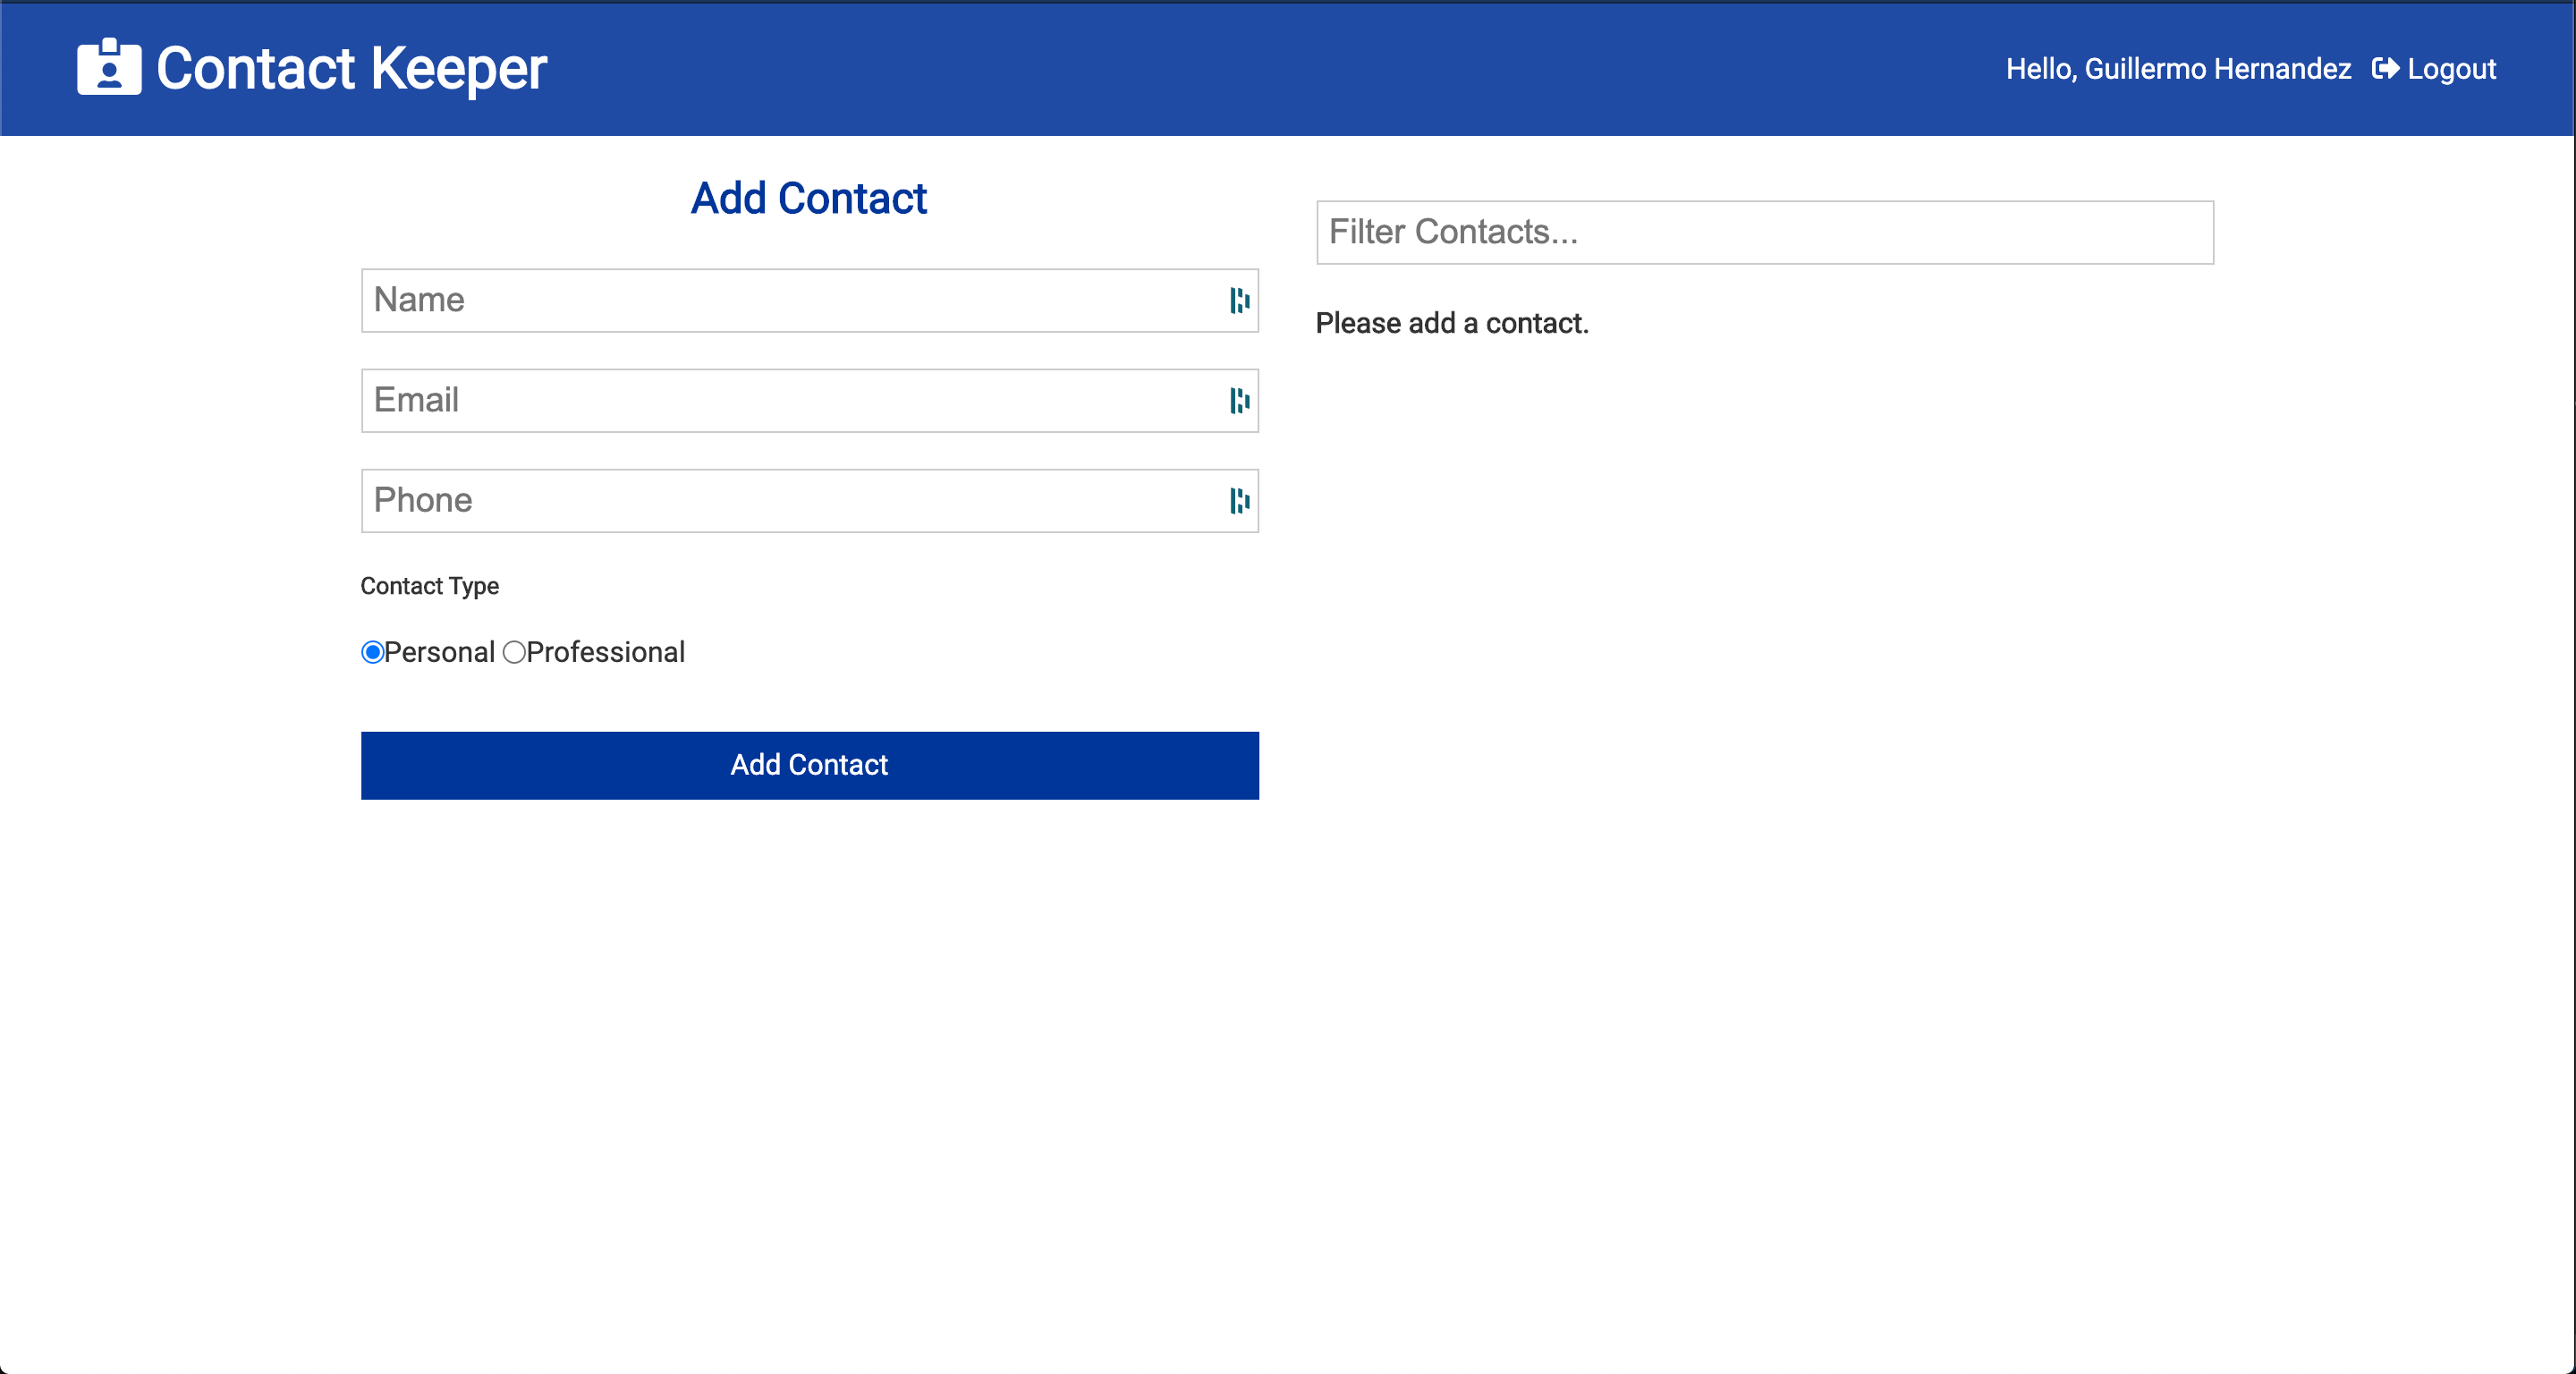 Contact Keeper
Hello, Guillermo Hernandez Logout
Add Contact
Name
Email
Phone
Contact Type
Personal Professional
Add Contact
Filter Contacts...
Please add a contact.